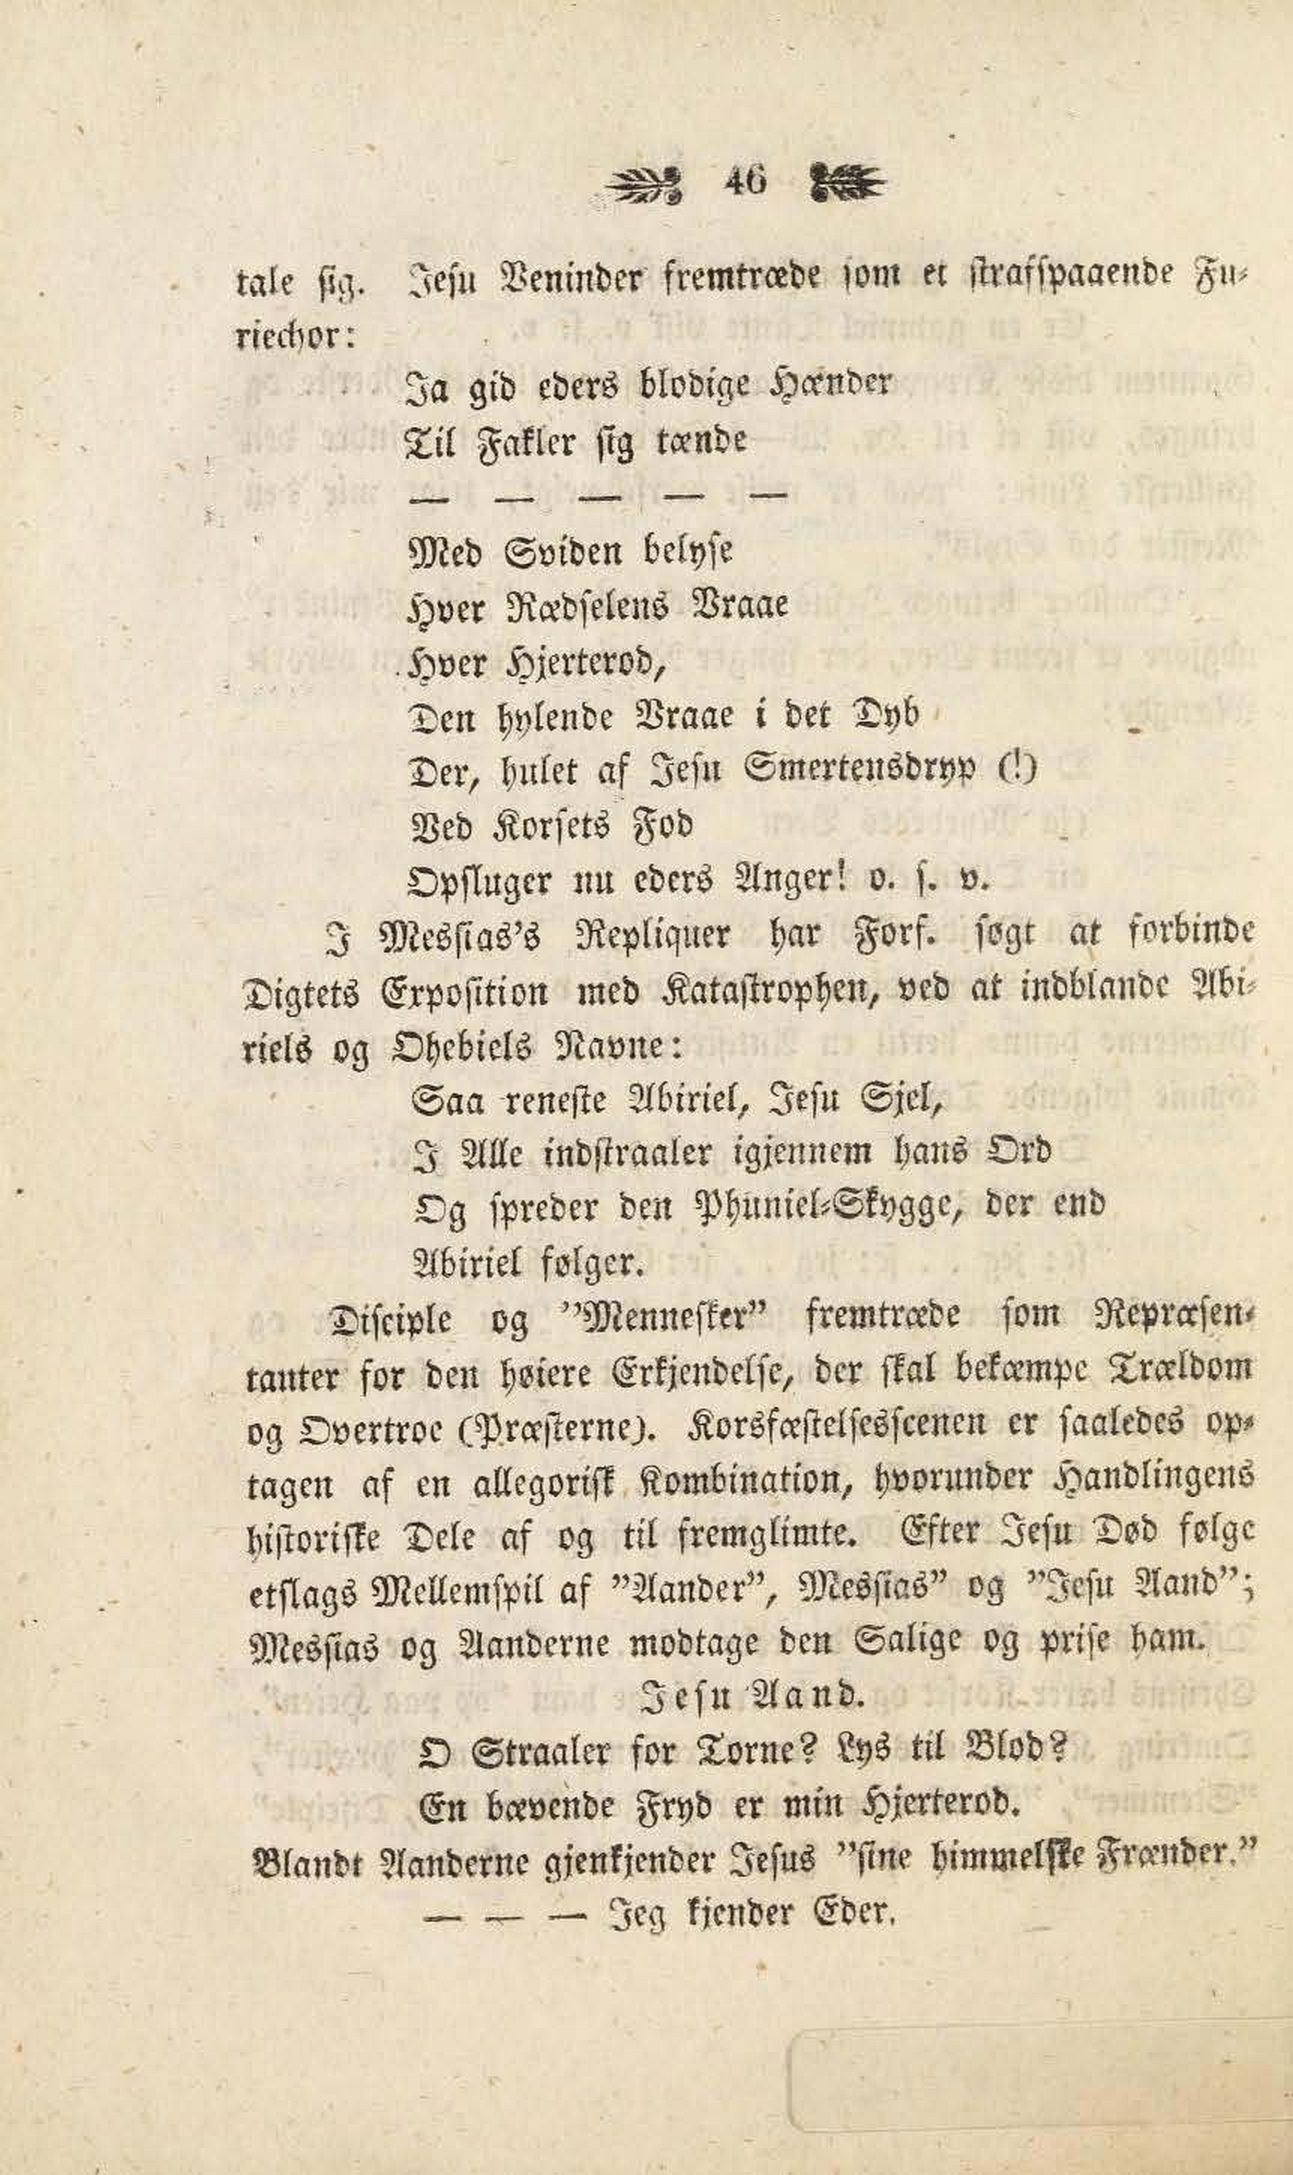 46
tale sig. Jesu Veninder fremtræde som et strafspaaende Fu-
riechor:
Ja gid eders blodige Hænder
Til Fakler sig tænde
— — — — —
Med Sviden belyse
Hver Rædselens Vraae
Hver Hjerterod,
Den hylende Vraae i det Dyb
Der, hulet af Jesu Smertensdryp (!)
Ved Korsets Fod
Opsluger nu eders Anger! o. s. v.
I Messias's Repliquer har Forf. søgt at forbinde
Digtets Exposition med Katastrophen, ved at indblande Abi-
riels og Ohebiels Navne:
Saa reneste Abiriel, Jesu Sjel,
I Alle indstraaler igjennem hans Ord
Og spreder den Phuniel-Skygge, der end
Abiriel følger.
Disciple og "Mennesker" fremtræde som Repræsen-
tanter for den høiere Erkjendelse, der skal bekæmpe Trældom
og Overtroe (Præsterne). Korsfæstelsesscenen er saaledes op-
tagen af en allegorisk Kombination, hvorunder Handlingens
historiske Dele af og til fremglimte. Efter Jesu Død følge
etslags Mellemspil af "Aander", Messias" og "Jesu Aand";
Messias og Aanderne modtage den Salige og prise ham.
Jesu Aand.
O Straaler for Torne? Lys til Blod?
En bævende Fryd er min Hjerterod.
Blandt Aanderne gjenkjender Jesus "sine himmelske Frænder."
— — — Jeg kjender Eder.